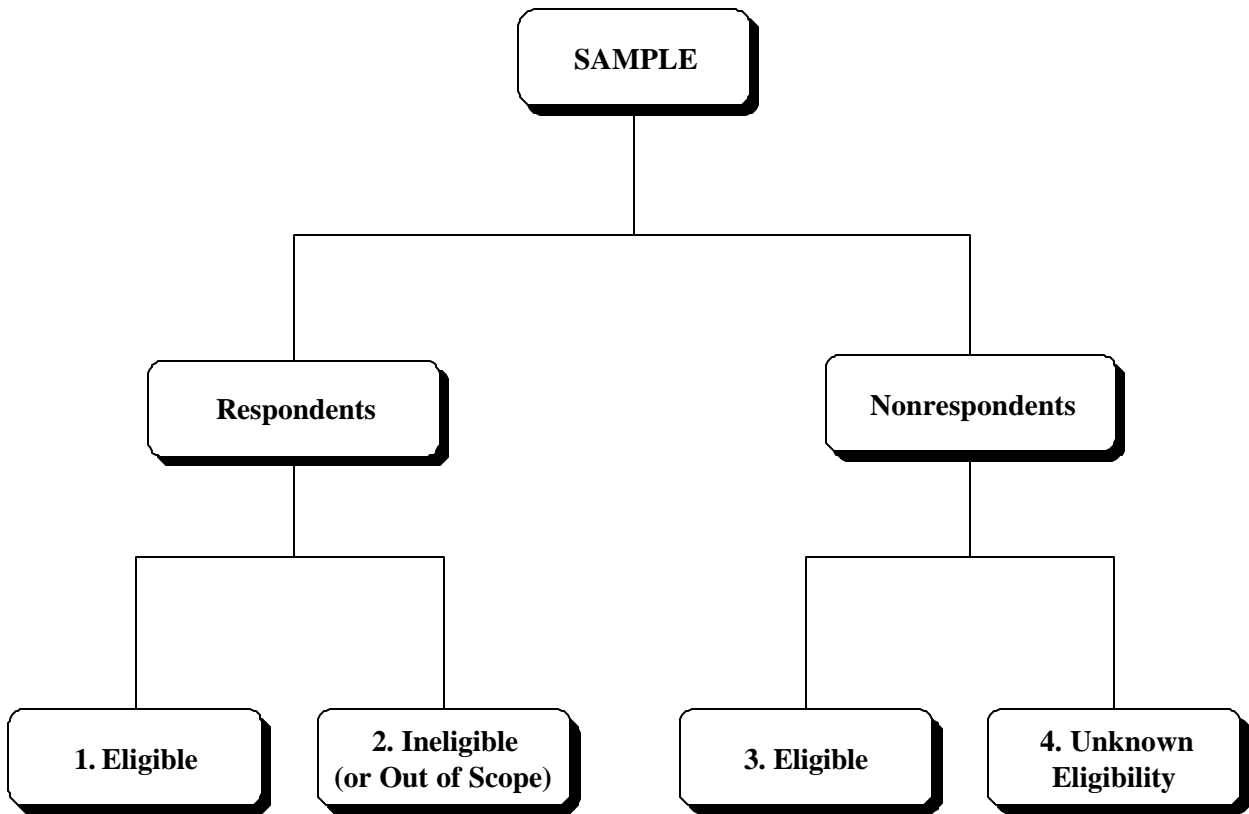 SAMPLE
Respondents
Nonrespondents
1. Eligible
2. Ineligible
(or Out of Scope)
3. Eligible
4. Unknown
Eligibility